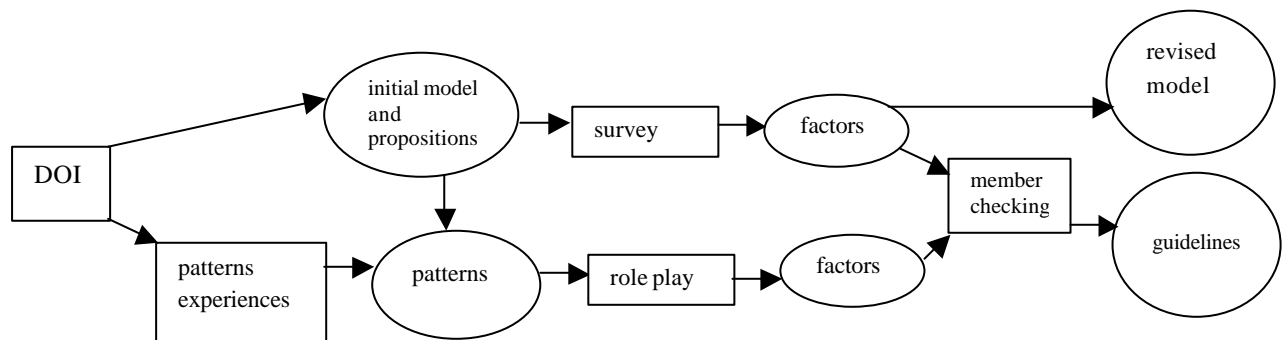 DOI
initial model
and
propositions
survey
factors
revised
model
member
checking
guidelines
patterns
experiences
patterns
role play
factors